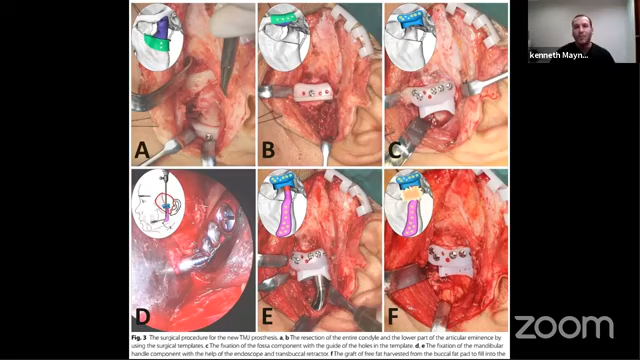 kenneth Mayn...
A
B
C
D
E
F
Fig. 3 The surgical procedure for the new TMJ prosthesis. a, b The resection of the entire condyle and the lower part of the articular eminence by
using the surgical templates. c The fixation of the fossa component with the guide of the holes in the template. d, e The fixation of the mandibular
handle component with the help of the endoscope and transbuccal retractor. f The graft of free fat harvested from the buccal fat pad to fill into the
zoom